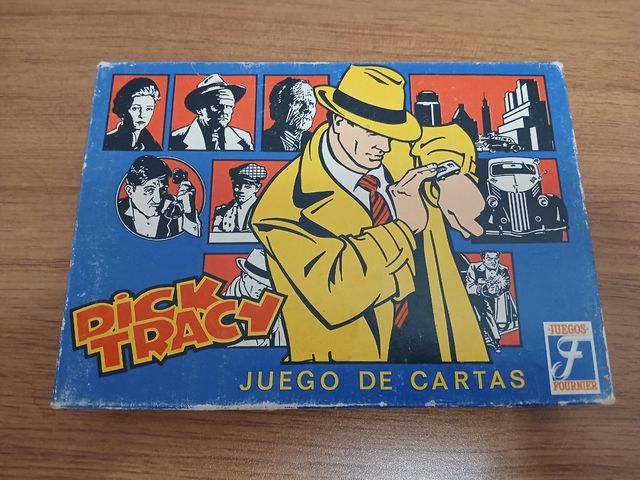 DICK
TRACY
JUEGO DE CARTAS
·JUEGOS·
F
FOURNIER